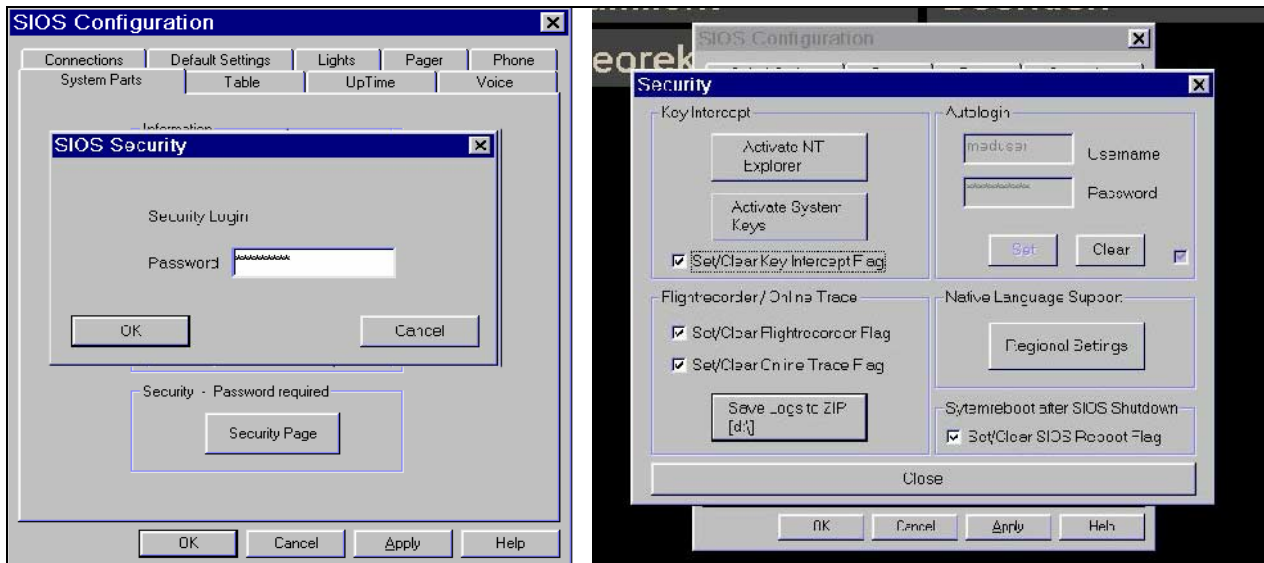 SIOS Configuration
Connections Default Settings Lights Pager Phone
System Parts Table UpTime Voice
Information
SIOS Security
Security Login
Password **********
OK Cancel
Security - Password required
Security Page
OK Cancel Apply Help
SIOS Configuration
Security
Key Intercept
Activate NT
Explorer
Activate System
Keys
Set/Clear Key Intercept Flag
Autologin
meduser Username
Password
Set Clear
Flightrecorder / Online Trace
Set/Clear Flightrecorder Flag
Set/Clear Online Trace Flag
Save Logs to ZIP
[d:\]
Native Language Support
Regional Settings
Sytemreboot after SIOS Shutdown
Set/Clear SIOS Reboot Flag
Close
OK Cancel Apply Help